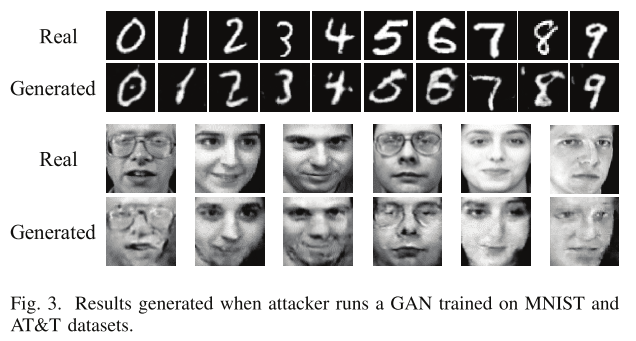 Real 0 1 2 3 4 5 6 7 8 9
Generated 0 1 2 3 4 5 6 7 8 9
Real
Generated
Fig. 3. Results generated when attacker runs a GAN trained on MNIST and
AT&T datasets.